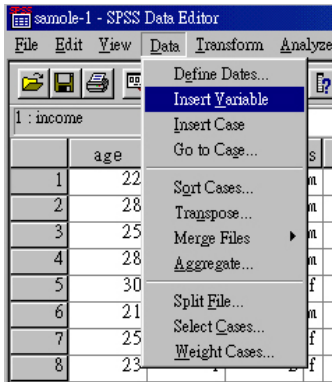 samole-1 - SPSS Data Editor
File Edit View Data Transform Analyze
1 : income
Define Dates...
Insert Variable
Insert Case
Go to Case...
Sort Cases...
Transpose...
Merge Files
Aggregate...
Split File...
Select Cases...
Weight Cases...
age s
1 22 m
2 28 m
3 25 m
4 28 m
5 30 f
6 21 m
7 25 f
8 23 f